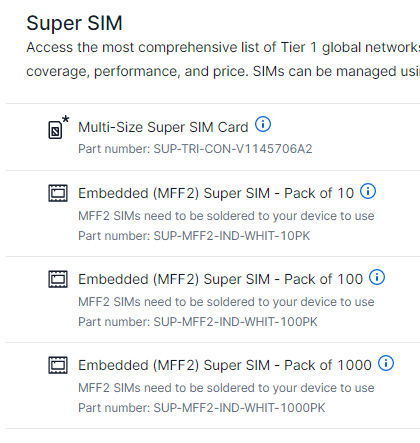 Super SIM
Access the most comprehensive list of Tier 1 global networks
coverage, performance, and price. SIMs can be managed usi
Multi-Size Super SIM Card
Part number: SUP-TRI-CON-V1145706A2
Embedded (MFF2) Super SIM - Pack of 10
MFF2 SIMs need to be soldered to your device to use
Part number: SUP-MFF2-IND-WHIT-10PK
Embedded (MFF2) Super SIM - Pack of 100
MFF2 SIMs need to be soldered to your device to use
Part number: SUP-MFF2-IND-WHIT-100PK
Embedded (MFF2) Super SIM - Pack of 1000
MFF2 SIMs need to be soldered to your device to use
Part number: SUP-MFF2-IND-WHIT-1000PK